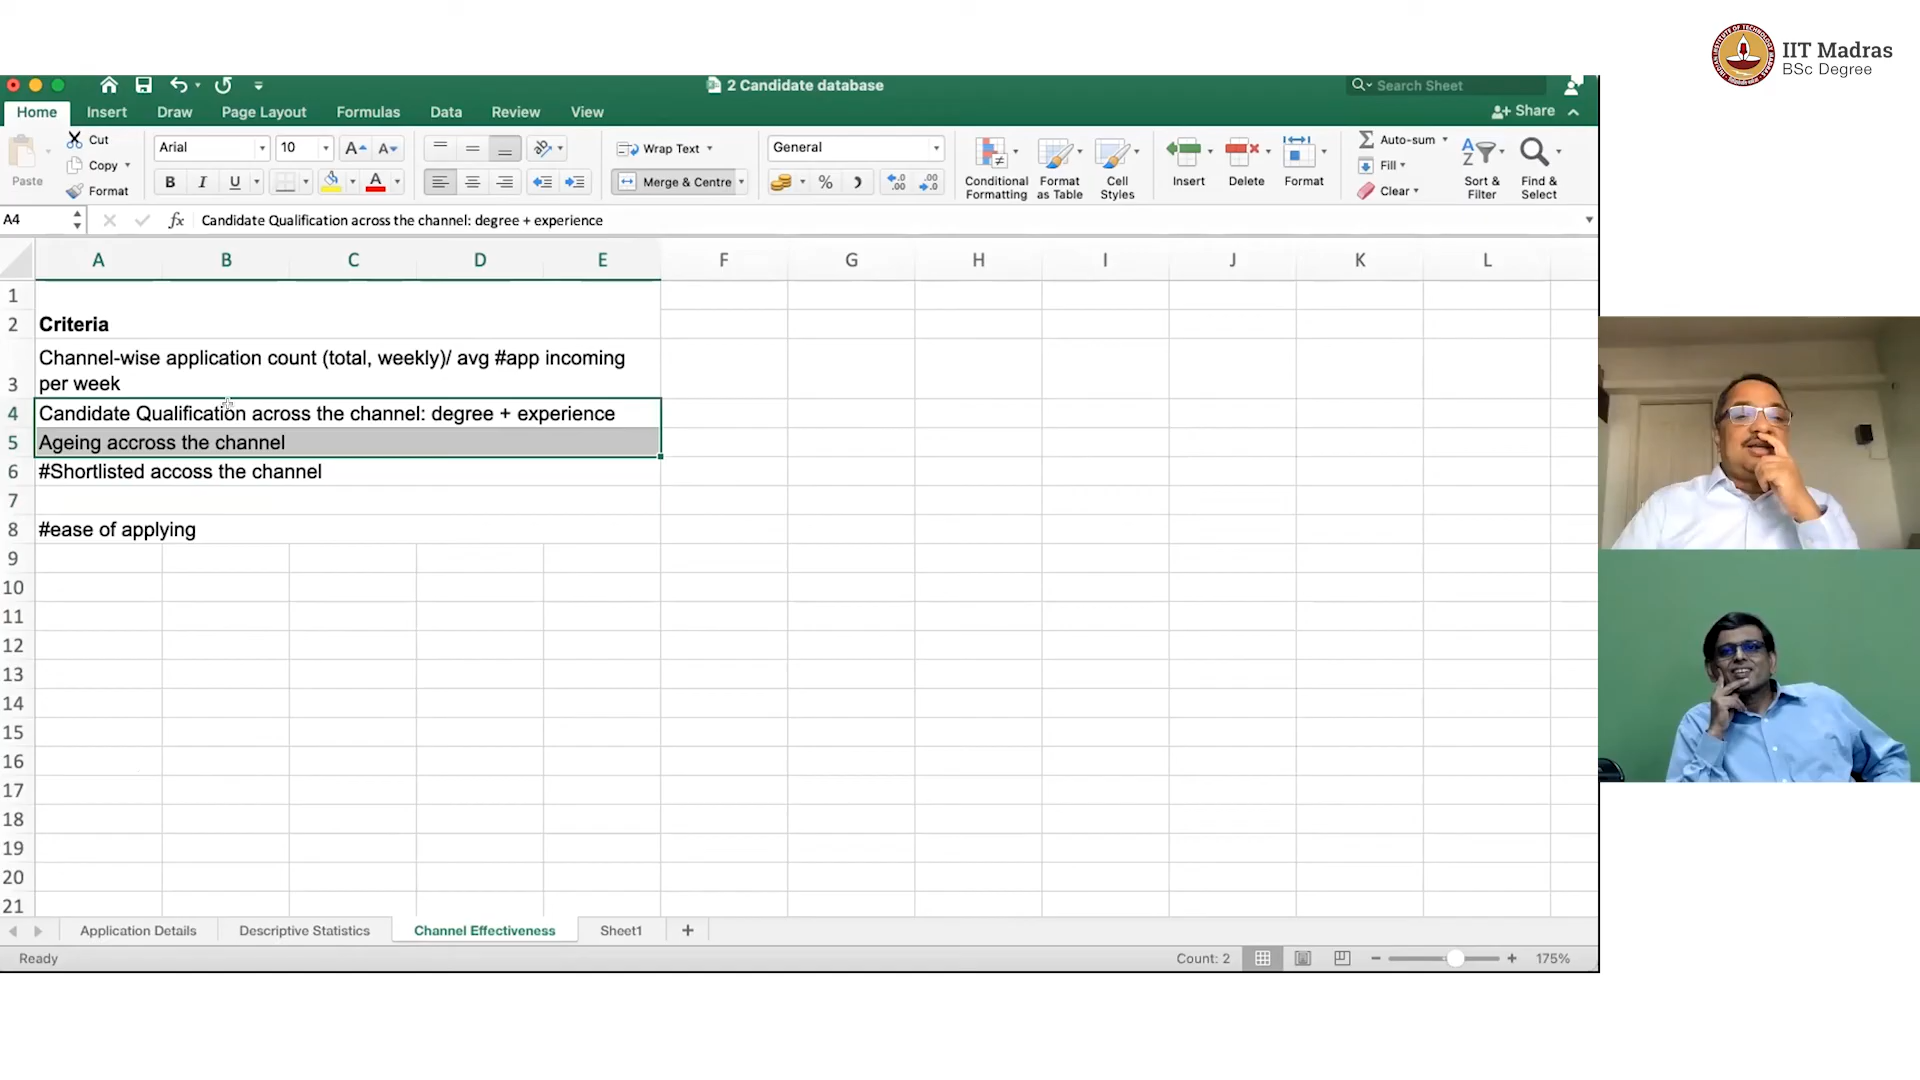 IIT Madras
BSc Degree
2 Candidate database
Search Sheet
Home Insert Draw Page Layout Formulas Data Review View
Share
Paste
Cut
Copy
Format
Arial 10
B I U
Wrap Text
Merge & Centre
General
%
.00
.0
Conditional Formatting
Format as Table
Cell Styles
Insert
Delete
Format
Auto-sum
Fill
Clear
Sort & Filter
Find & Select
A4 fx Candidate Qualification across the channel: degree + experience
A B C D E F G H I J K L
1
2 Criteria
3 Channel-wise application count (total, weekly)/ avg #app incoming
per week
4 Candidate Qualification across the channel: degree + experience
5 Ageing accross the channel
6 #Shortlisted accoss the channel
7
8 #ease of applying
9
10
11
12
13
14
15
16
17
18
19
20
21
Application Details Descriptive Statistics Channel Effectiveness Sheet1 +
Ready Count: 2 175%